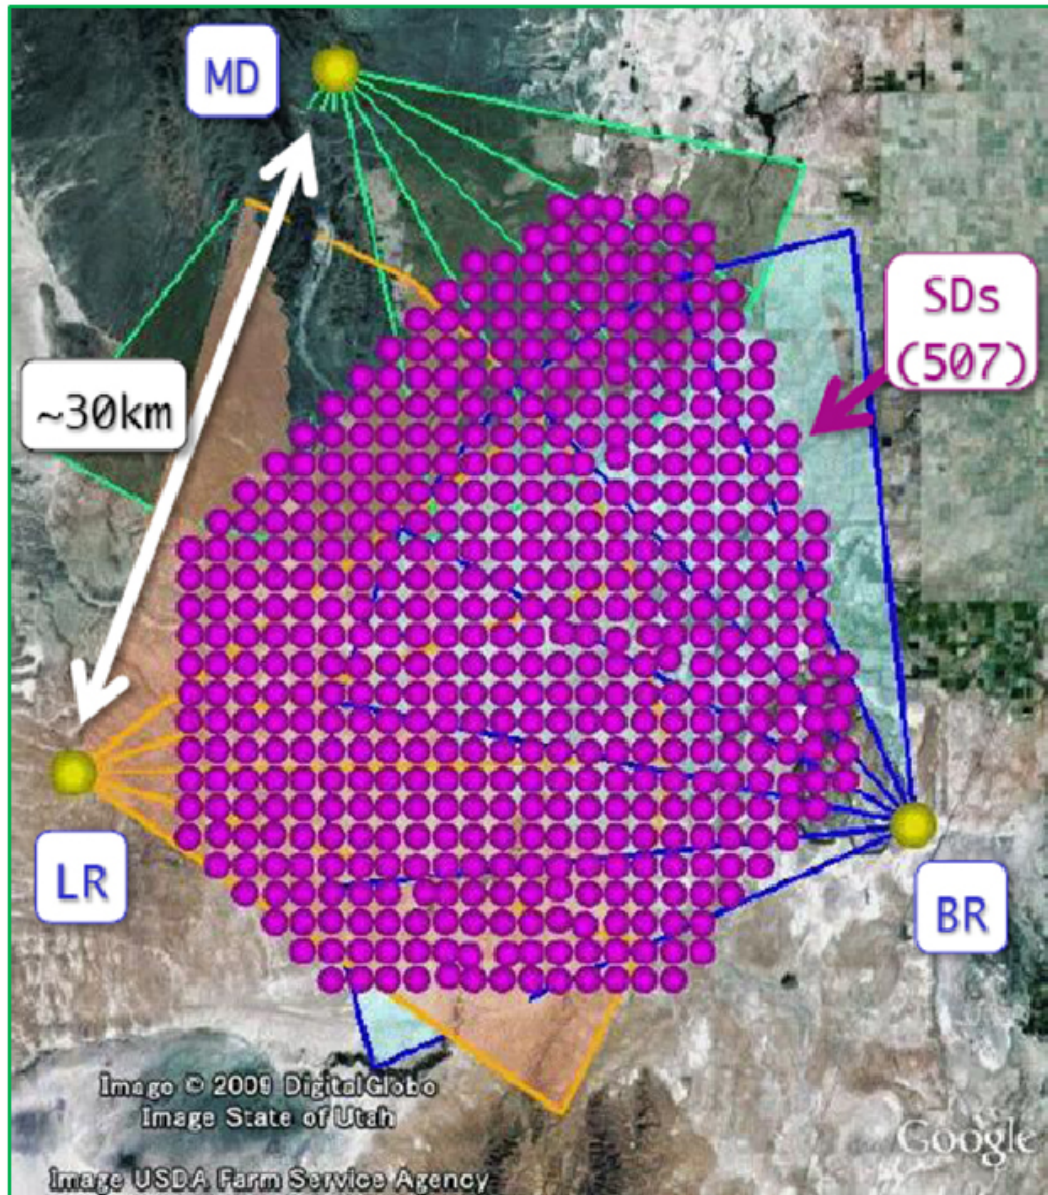 MD
SDs
(507)
~30km
LR
BR
Image © 2009 DigitalGlobe
Image State of Utah
Google
Image USDA Farm Service Agency